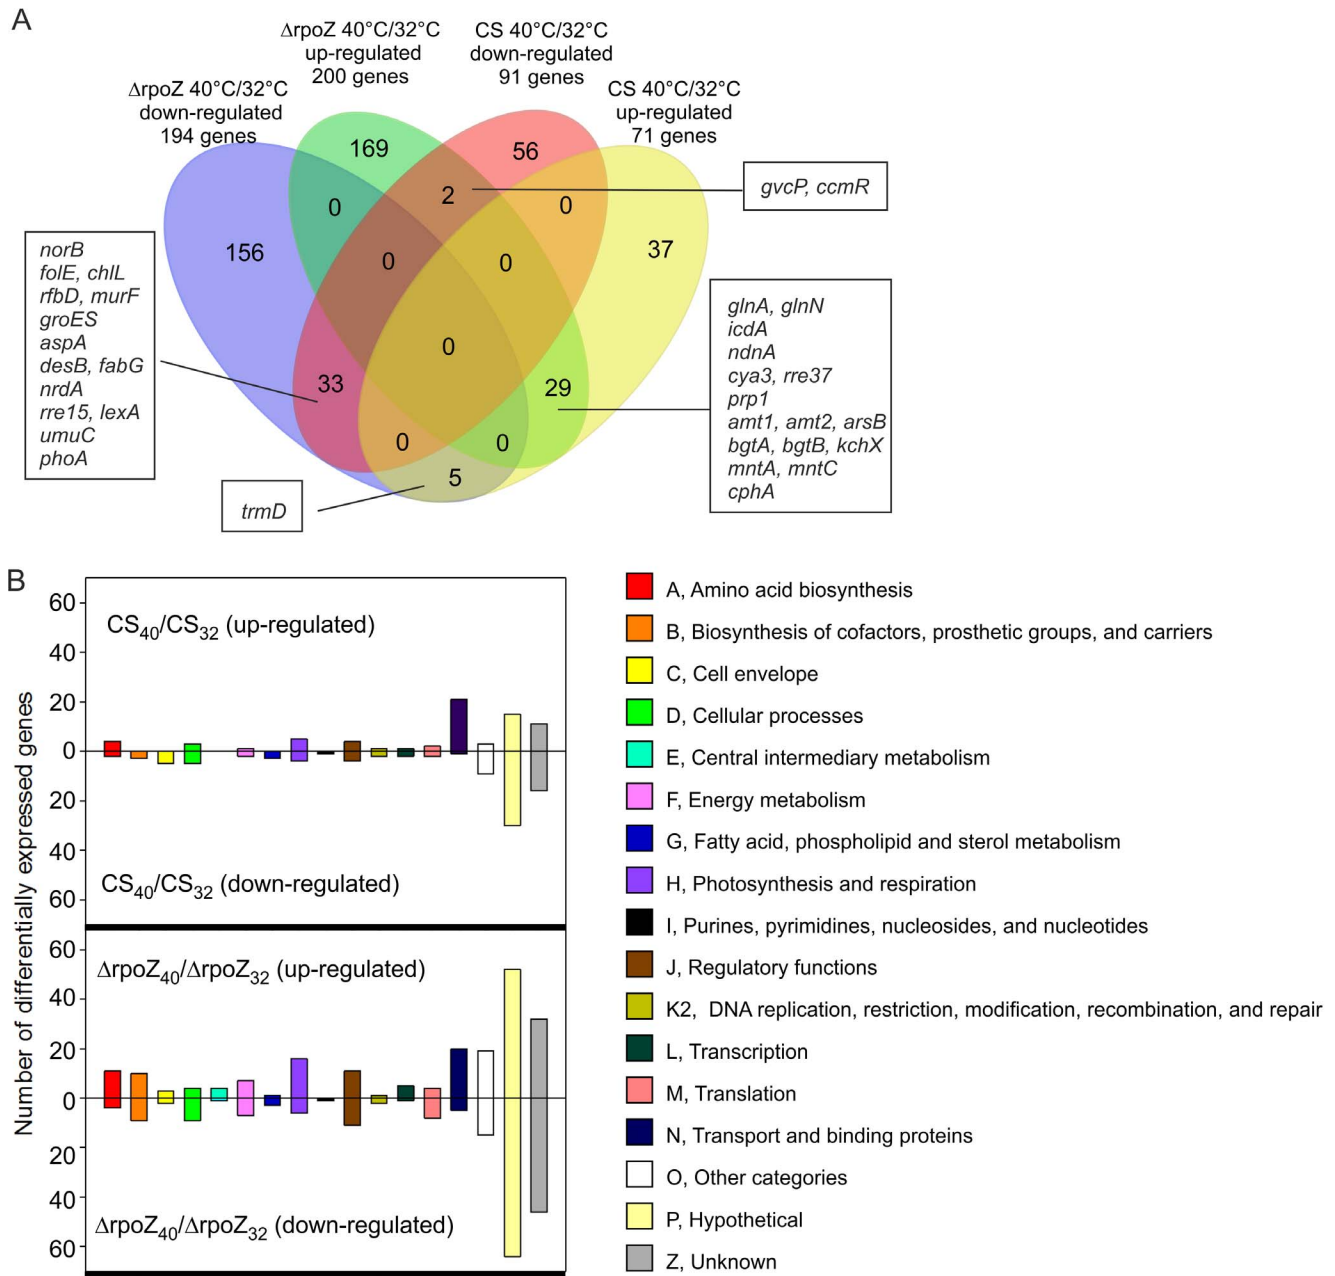 A
ΔrpoZ 40°C/32°C
down-regulated
194 genes
ΔrpoZ 40°C/32°C
up-regulated
200 genes
CS 40°C/32°C
down-regulated
91 genes
CS 40°C/32°C
up-regulated
71 genes
169
56
2
0
0
156
0
0
37
0
33
29
0
0
5
gvcP, ccmR
norB
folE, chlL
rfbD, murF
groES
aspA
desB, fabG
nrdA
rre15, lexA
umuC
phoA
trmD
glnA, glnN
icdA
ndnA
cya3, rre37
prp1
amt1, amt2, arsB
bgtA, bgtB, kchX
mntA, mntC
cphA
B
Number of differentially expressed genes
60
40
20
0
20
40
60
CS40/CS32 (up-regulated)
CS40/CS32 (down-regulated)
60
40
20
0
20
40
60
ΔrpoZ40/ΔrpoZ32 (up-regulated)
ΔrpoZ40/ΔrpoZ32 (down-regulated)
A, Amino acid biosynthesis
B, Biosynthesis of cofactors, prosthetic groups, and carriers
C, Cell envelope
D, Cellular processes
E, Central intermediary metabolism
F, Energy metabolism
G, Fatty acid, phospholipid and sterol metabolism
H, Photosynthesis and respiration
I, Purines, pyrimidines, nucleosides, and nucleotides
J, Regulatory functions
K2, DNA replication, restriction, modification, recombination, and repair
L, Transcription
M, Translation
N, Transport and binding proteins
O, Other categories
P, Hypothetical
Z, Unknown